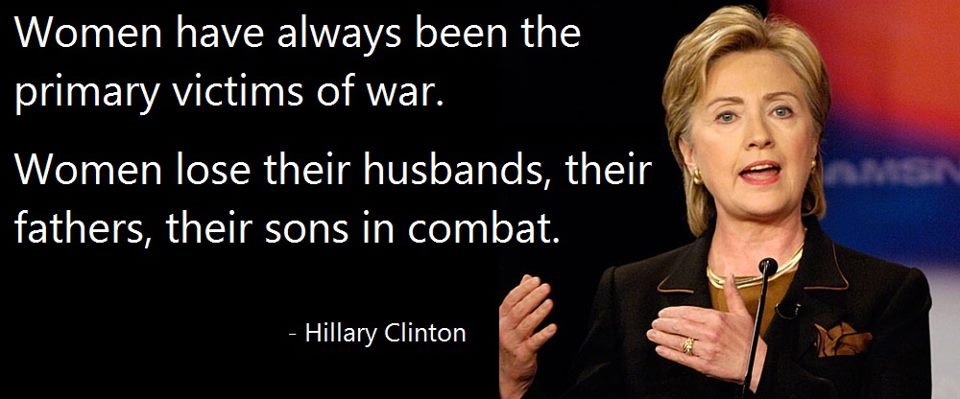 Women have always been the
primary victims of war.
Women lose their husbands, their
fathers, their sons in combat.
- Hillary Clinton
AMSN